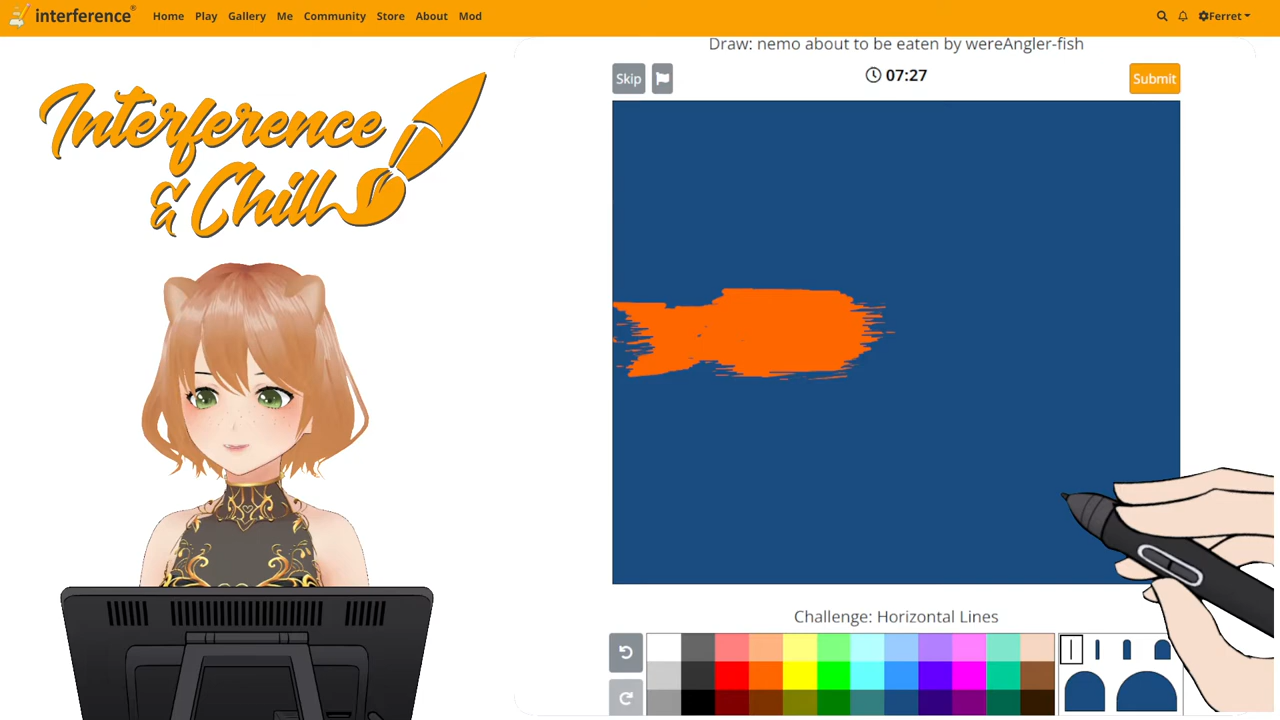 interference®
Home Play Gallery Me Community Store About Mod
Ferret
Draw: nemo about to be eaten by wereAngler-fish
Skip
07:27
Submit
Interference
& Chill
Challenge: Horizontal Lines